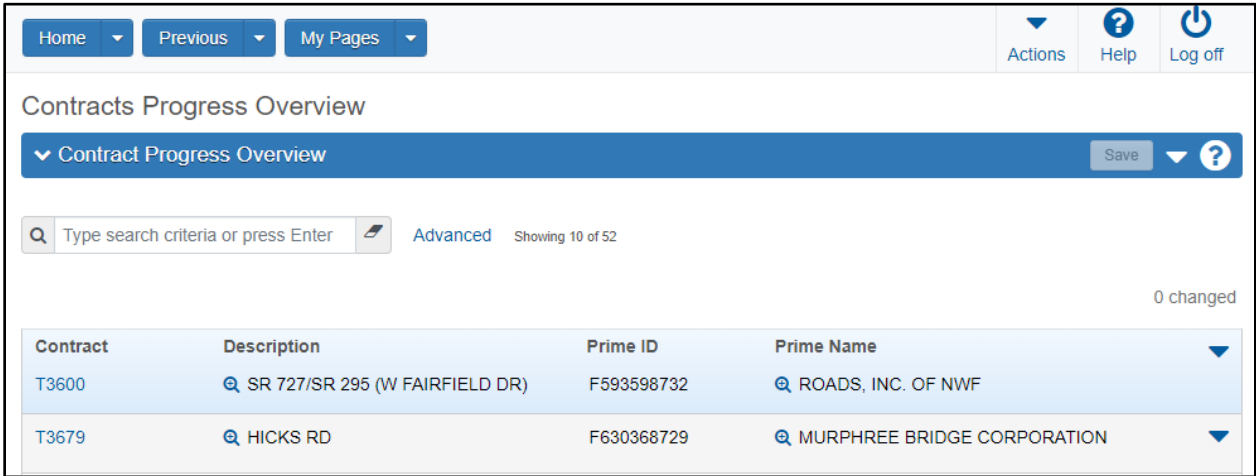 Home Previous My Pages Actions Help Log off
Contracts Progress Overview
Contract Progress Overview Save ?
Type search criteria or press Enter Advanced Showing 10 of 52
0 changed
Contract Description Prime ID Prime Name
T3600 SR 727/SR 295 (W FAIRFIELD DR) F593598732 ROADS, INC. OF NWF
T3679 HICKS RD F630368729 MURPHREE BRIDGE CORPORATION